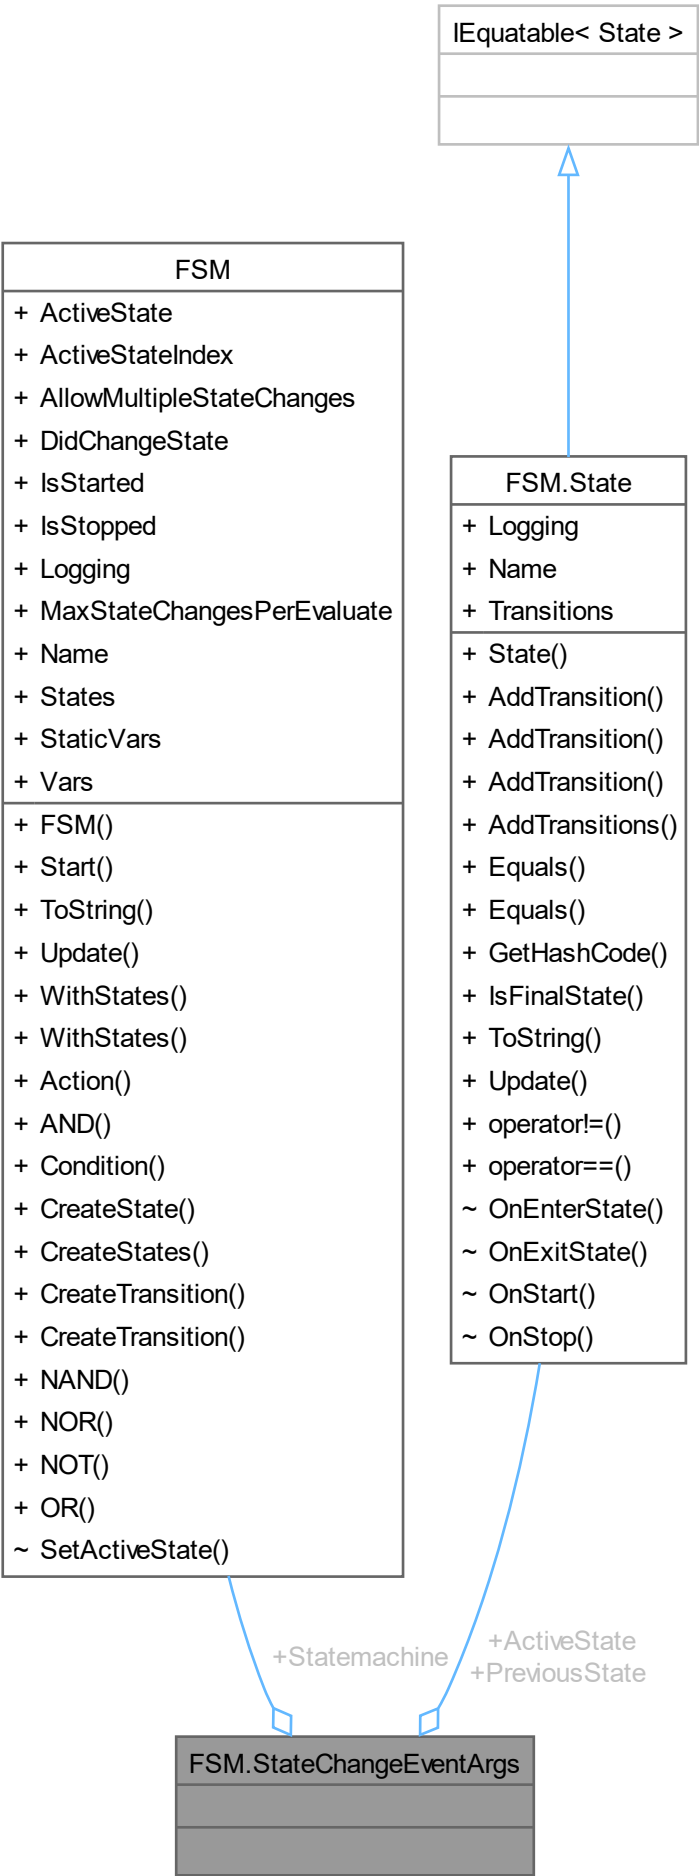 IEquatable< State >
FSM
+ ActiveState
+ ActiveStateIndex
+ AllowMultipleStateChanges
+ DidChangeState
+ IsStarted
+ IsStopped
+ Logging
+ MaxStateChangesPerEvaluate
+ Name
+ States
+ StaticVars
+ Vars
+ FSM()
+ Start()
+ ToString()
+ Update()
+ WithStates()
+ WithStates()
+ Action()
+ AND()
+ Condition()
+ CreateState()
+ CreateStates()
+ CreateTransition()
+ CreateTransition()
+ NAND()
+ NOR()
+ NOT()
+ OR()
~ SetActiveState()
FSM.State
+ Logging
+ Name
+ Transitions
+ State()
+ AddTransition()
+ AddTransition()
+ AddTransition()
+ AddTransitions()
+ Equals()
+ Equals()
+ GetHashCode()
+ IsFinalState()
+ ToString()
+ Update()
+ operator!=()
+ operator==()
~ OnEnterState()
~ OnExitState()
~ OnStart()
~ OnStop()
+Statemachine
+ActiveState
+PreviousState
FSM.StateChangeEventArgs